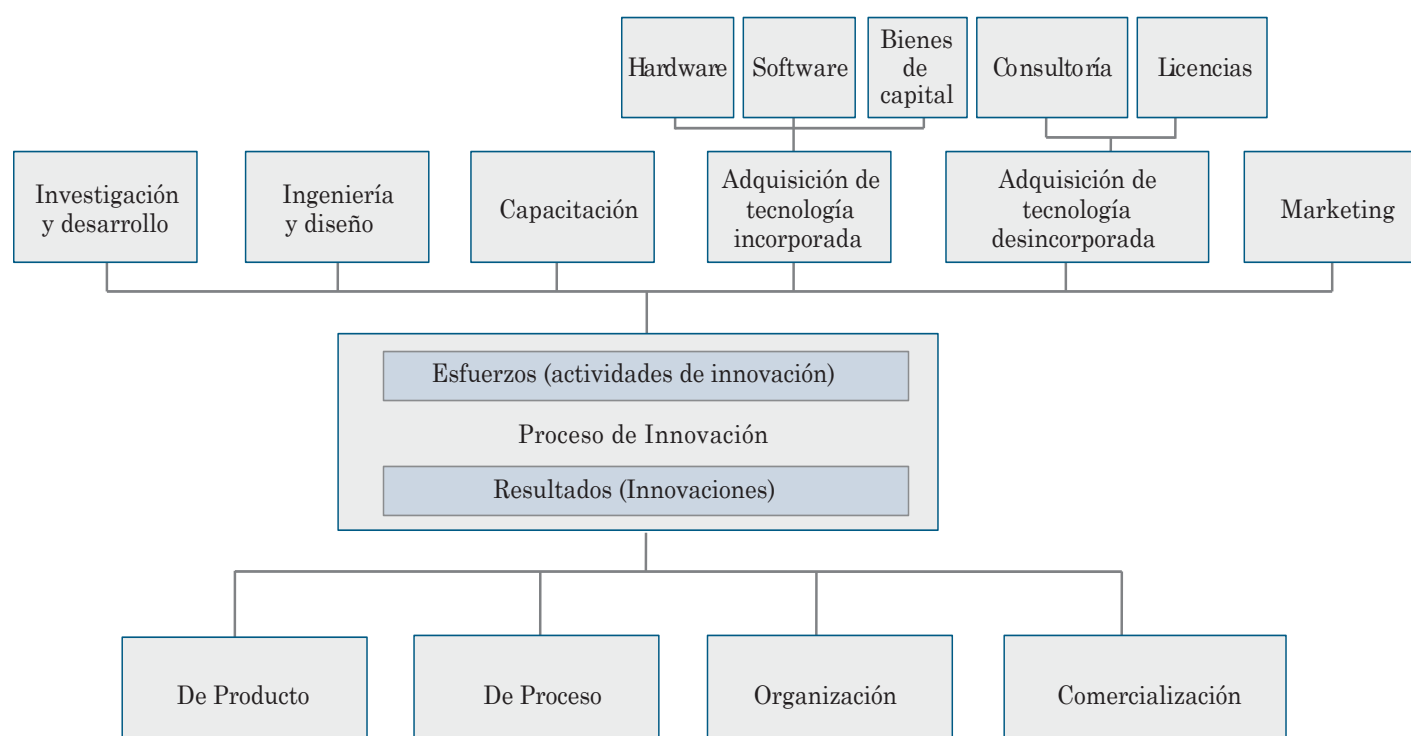 Hardware
Software
Bienes
de
capital
Consultoría
Licencias
Investigación
y desarrollo
Ingeniería
y diseño
Capacitación
Adquisición de
tecnología
incorporada
Adquisición de
tecnología
desincorporada
Marketing
Esfuerzos (actividades de innovación)
Proceso de Innovación
Resultados (Innovaciones)
De Producto
De Proceso
Organización
Comercialización